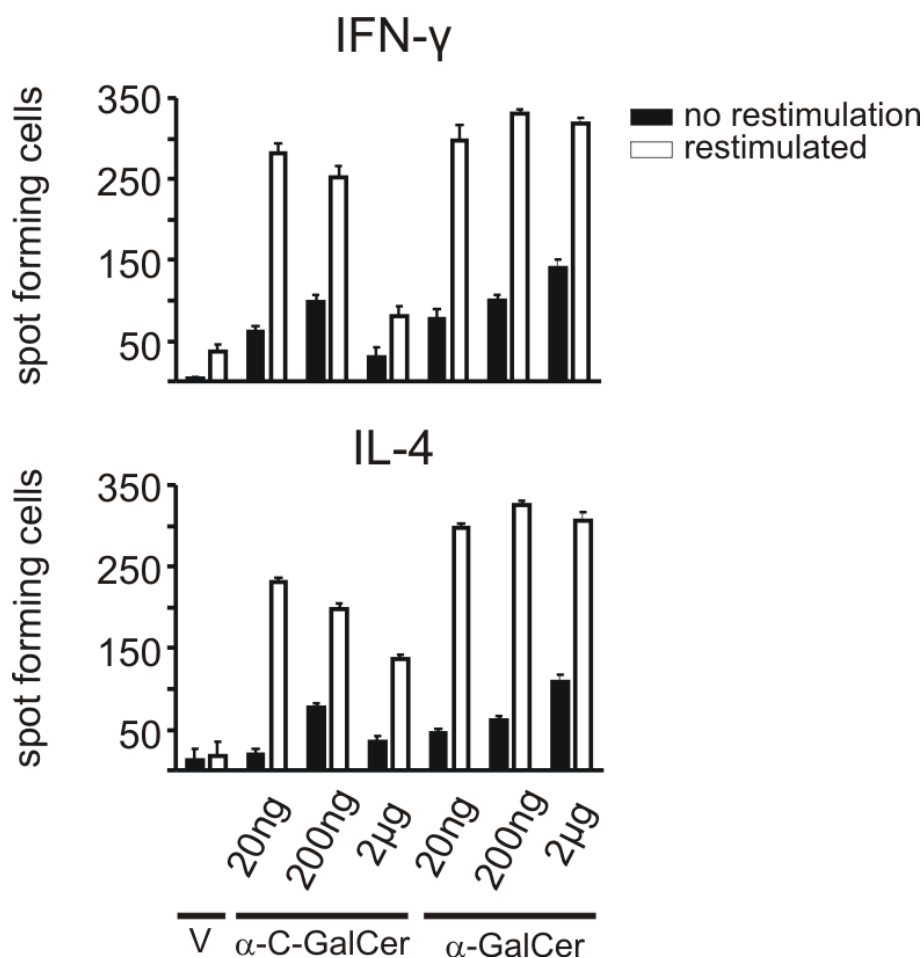 IFN-γ
spot forming cells
350
250
150
50
no restimulation
restimulated
IL-4
spot forming cells
350
250
150
50
20ng
200ng
2µg
20ng
200ng
2µg
V
α-C-GalCer
α-GalCer